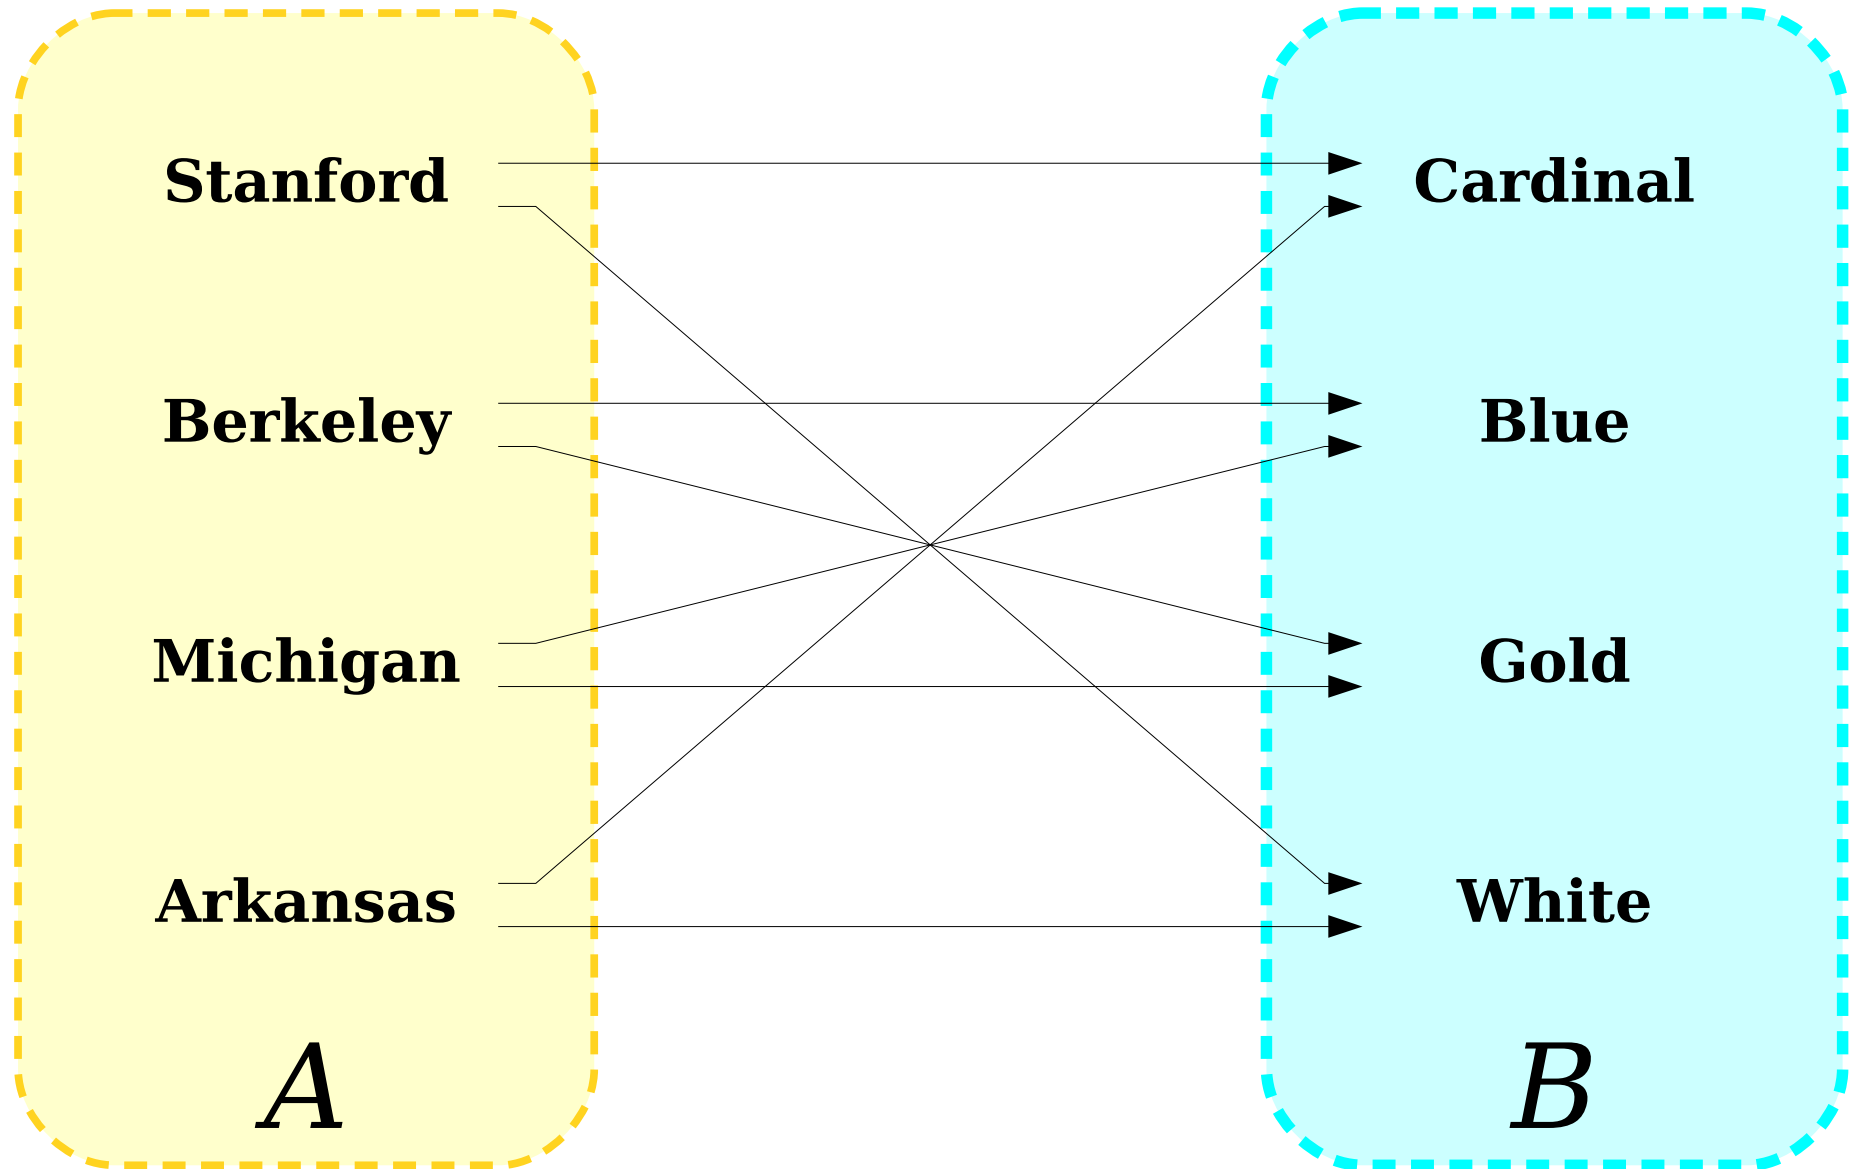 Stanford
Cardinal
Berkeley
Blue
Michigan
Gold
Arkansas
White
A
B